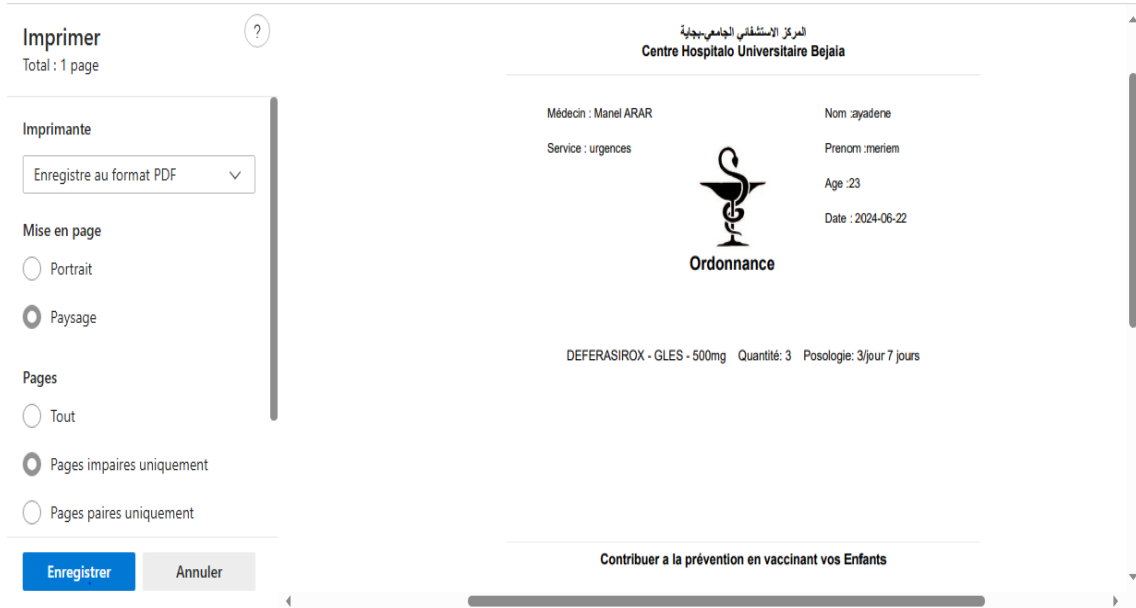 Imprimer
?
Total : 1 page
Imprimante
Enregistre au format PDF
Mise en page
Portrait
Paysage
Pages
Tout
Pages impaires uniquement
Pages paires uniquement
Enregistrer
Annuler
المركز الاستشفائي الجامعي-بجاية
Centre Hospitalo Universitaire Bejaia
Médecin : Manel ARAR
Nom :ayadene
Service : urgences
Prenom :meriem
Age :23
Date : 2024-06-22
Ordonnance
DEFERASIROX - GLES - 500mg Quantité: 3 Posologie: 3/jour 7 jours
Contribuer a la prévention en vaccinant vos Enfants